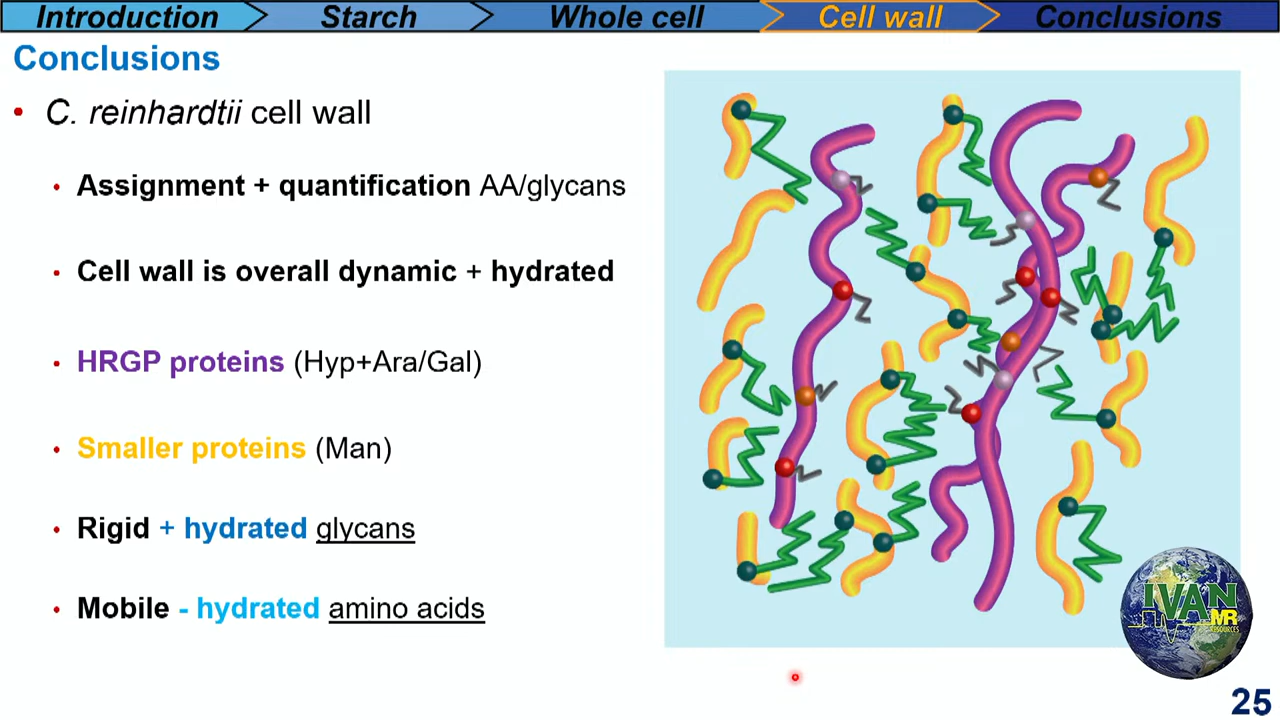 Introduction Starch Whole cell Cell wall Conclusions
Conclusions
• C. reinhardtii cell wall
• Assignment + quantification AA/glycans
• Cell wall is overall dynamic + hydrated
• HRGP proteins (Hyp+Ara/Gal)
• Smaller proteins (Man)
• Rigid + hydrated glycans
• Mobile - hydrated amino acids
IVAN
MR
RESOURCES
25